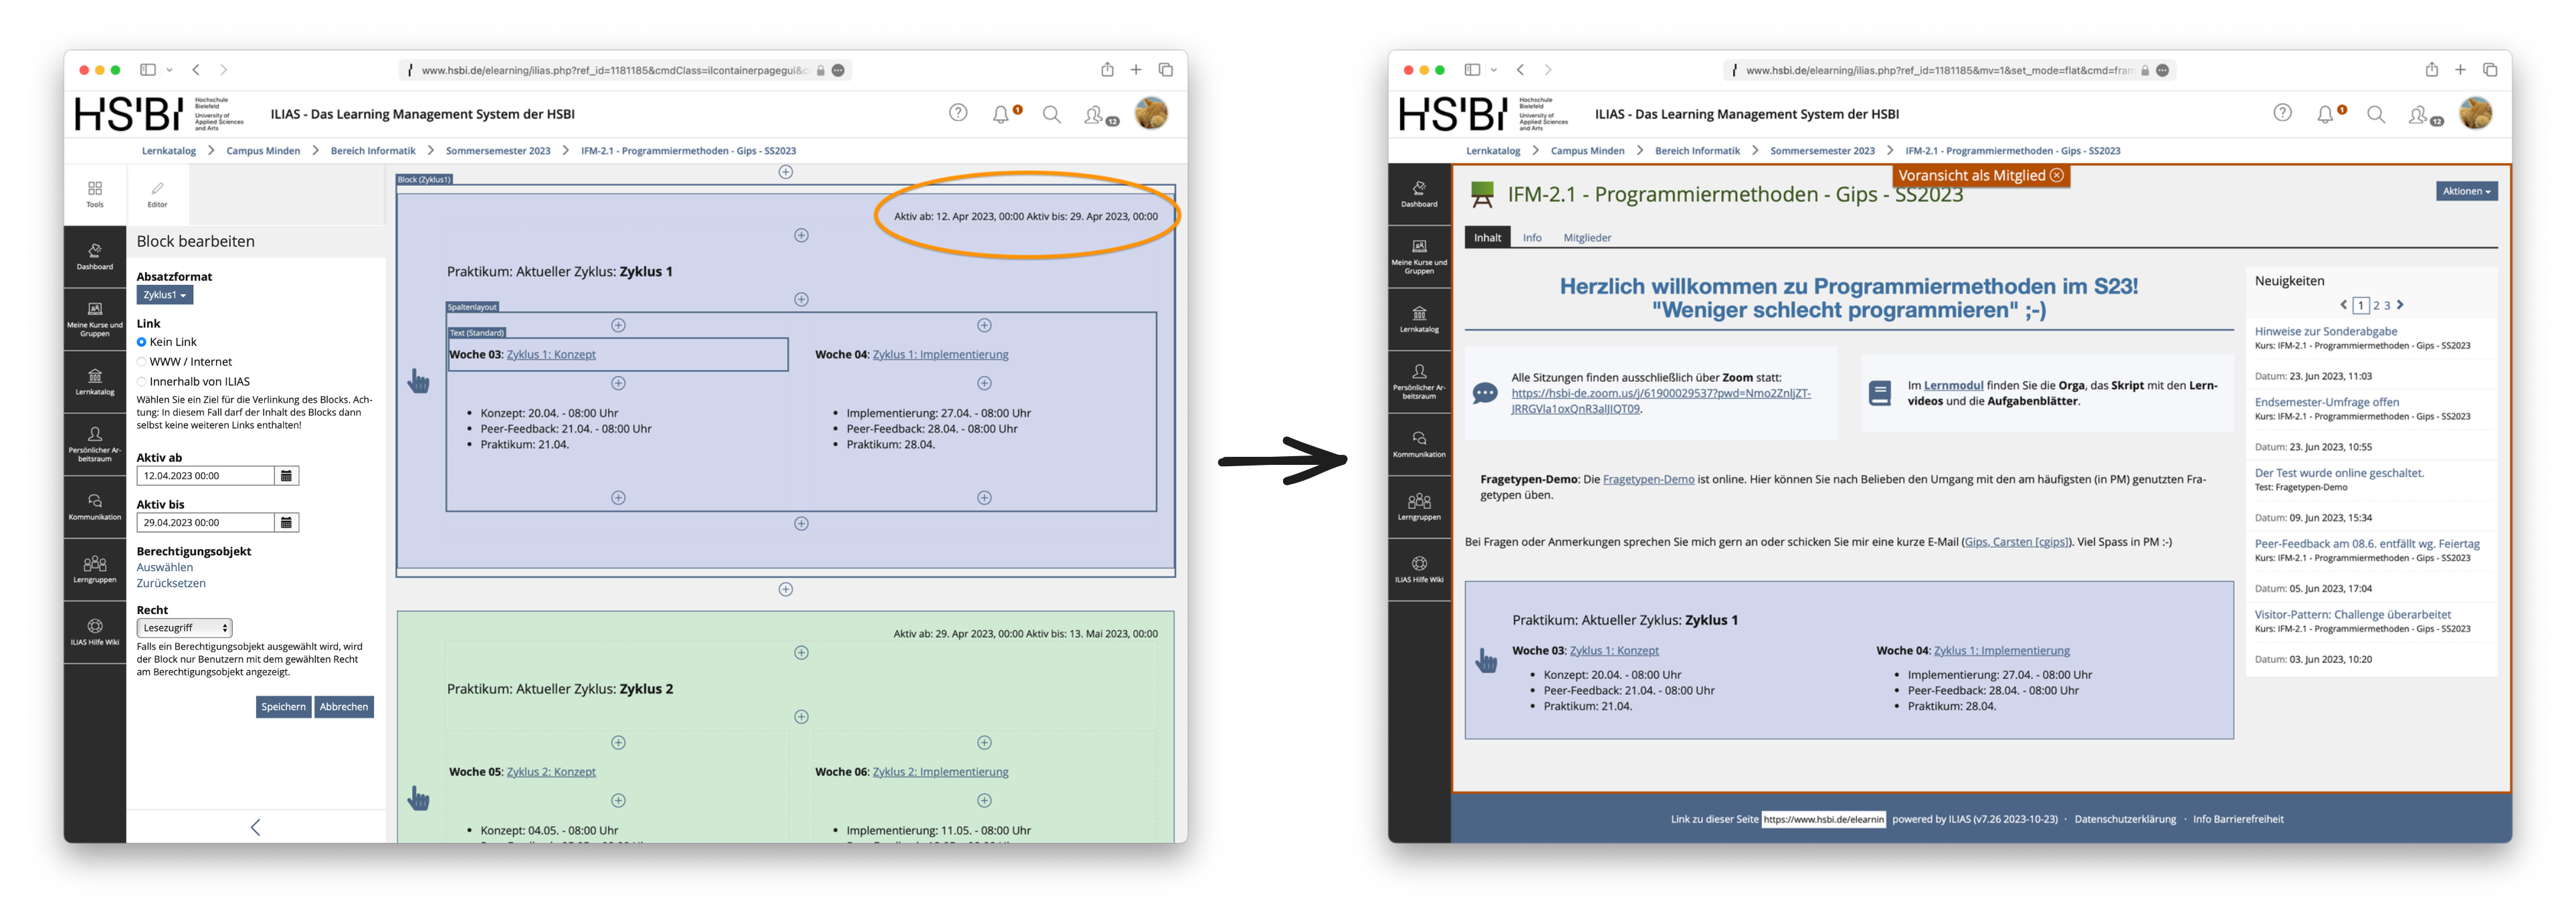 www.hsbi.de/elearning/ilias.php?ref_id=1181185&cmdClass=ilcontainerpagegui&c
HSBI
Hochschule
Bielefeld
University of
Applied Sciences
and Arts
ILIAS - Das Learning Management System der HSBI
1
12
Lernkatalog > Campus Minden > Bereich Informatik > Sommersemester 2023 > IFM-2.1 - Programmiermethoden - Gips - SS2023
Tools
Editor
Dashboard
Meine Kurse und
Gruppen
Lernkatalog
Persönlicher Ar-
beitsraum
Kommunikation
Lerngruppen
ILIAS Hilfe Wiki
Block bearbeiten
Absatzformat
Zyklus1
Link
Kein Link
WWW / Internet
Innerhalb von ILIAS
Wählen Sie ein Ziel für die Verlinkung des Blocks. Ach-
tung: In diesem Fall darf der Inhalt des Blocks dann
selbst keine weiteren Links enthalten!
Aktiv ab
12.04.2023 00:00
Aktiv bis
29.04.2023 00:00
Berechtigungsobjekt
Auswählen
Zurücksetzen
Recht
Lesezugriff
Falls ein Berechtigungsobjekt ausgewählt wird, wird
der Block nur Benutzern mit dem gewählten Recht
am Berechtigungsobjekt angezeigt.
Speichern
Abbrechen
Block (Zyklus1)
Aktiv ab: 12. Apr 2023, 00:00 Aktiv bis: 29. Apr 2023, 00:00
Praktikum: Aktueller Zyklus: Zyklus 1
Spaltenlayout
Text (Standard)
Woche 03: Zyklus 1: Konzept
• Konzept: 20.04. - 08:00 Uhr
• Peer-Feedback: 21.04. - 08:00 Uhr
• Praktikum: 21.04.
Woche 04: Zyklus 1: Implementierung
• Implementierung: 27.04. - 08:00 Uhr
• Peer-Feedback: 28.04. - 08:00 Uhr
• Praktikum: 28.04.
Aktiv ab: 29. Apr 2023, 00:00 Aktiv bis: 13. Mai 2023, 00:00
Praktikum: Aktueller Zyklus: Zyklus 2
Woche 05: Zyklus 2: Konzept
• Konzept: 04.05. - 08:00 Uhr
Woche 06: Zyklus 2: Implementierung
• Implementierung: 11.05. - 08:00 Uhr
www.hsbi.de/elearning/ilias.php?ref_id=1181185&mv=1&set_mode=flat&cmd=fram
HSBI
Hochschule
Bielefeld
University of
Applied Sciences
and Arts
ILIAS - Das Learning Management System der HSBI
1
12
Lernkatalog > Campus Minden > Bereich Informatik > Sommersemester 2023 > IFM-2.1 - Programmiermethoden - Gips - SS2023
Dashboard
Meine Kurse und
Gruppen
Lernkatalog
Persönlicher Ar-
beitsraum
Kommunikation
Lerngruppen
ILIAS Hilfe Wiki
Voransicht als Mitglied
IFM-2.1 - Programmiermethoden - Gips - SS2023
Aktionen
Inhalt
Info
Mitglieder
Herzlich willkommen zu Programmiermethoden im S23!
"Weniger schlecht programmieren" ;-)
Alle Sitzungen finden ausschließlich über Zoom statt:
https://hsbi-de.zoom.us/j/61900029537?pwd=Nmo2ZnljZT-
JRRGVla1oxQnR3aljIQT09.
Im Lernmodul finden Sie die Orga, das Skript mit den Lern-
videos und die Aufgabenblätter.
Fragetypen-Demo: Die Fragetypen-Demo ist online. Hier können Sie nach Belieben den Umgang mit den am häufigsten (in PM) genutzten Fra-
getypen üben.
Bei Fragen oder Anmerkungen sprechen Sie mich gern an oder schicken Sie mir eine kurze E-Mail (Gips, Carsten [cgips]). Viel Spass in PM :-)
Praktikum: Aktueller Zyklus: Zyklus 1
Woche 03: Zyklus 1: Konzept
• Konzept: 20.04. - 08:00 Uhr
• Peer-Feedback: 21.04. - 08:00 Uhr
• Praktikum: 21.04.
Woche 04: Zyklus 1: Implementierung
• Implementierung: 27.04. - 08:00 Uhr
• Peer-Feedback: 28.04. - 08:00 Uhr
• Praktikum: 28.04.
Neuigkeiten
1 2 3
Hinweise zur Sonderabgabe
Kurs: IFM-2.1 - Programmiermethoden - Gips - SS2023
Datum: 23. Jun 2023, 11:03
Endsemester-Umfrage offen
Kurs: IFM-2.1 - Programmiermethoden - Gips - SS2023
Datum: 23. Jun 2023, 10:55
Der Test wurde online geschaltet.
Test: Fragetypen-Demo
Datum: 09. Jun 2023, 15:34
Peer-Feedback am 08.6. entfällt wg. Feiertag
Kurs: IFM-2.1 - Programmiermethoden - Gips - SS2023
Datum: 05. Jun 2023, 17:04
Visitor-Pattern: Challenge überarbeitet
Kurs: IFM-2.1 - Programmiermethoden - Gips - SS2023
Datum: 03. Jun 2023, 10:20
Link zu dieser Seite https://www.hsbi.de/elearnin powered by ILIAS (v7.26 2023-10-23) · Datenschutzerklärung · Info Barrierefreiheit